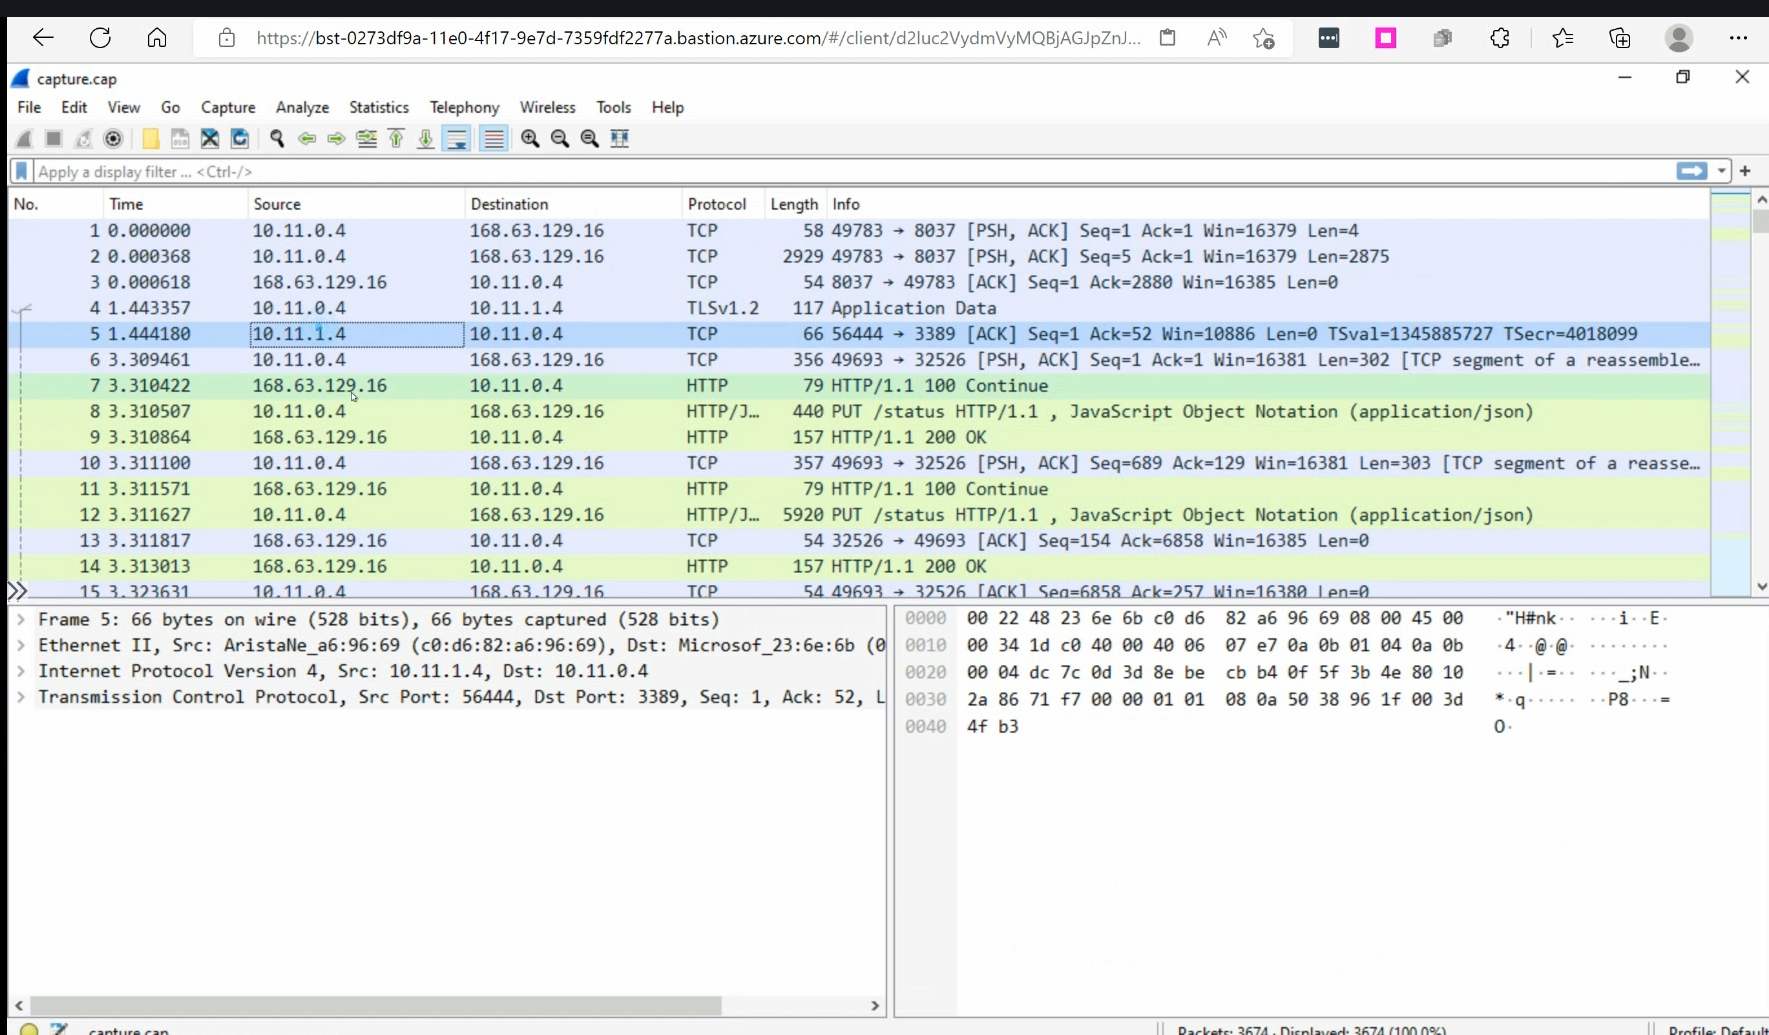 https://bst-0273df9a-11e0-4f17-9e7d-7359fdf2277a.bastion.azure.com/#/client/d2luc2VydmVyMQBjAGJpZnJ...
capture.cap
File Edit View Go Capture Analyze Statistics Telephony Wireless Tools Help
Apply a display filter ... <Ctrl-/>
No. Time Source Destination Protocol Length Info
1 0.000000 10.11.0.4 168.63.129.16 TCP 58 49783 → 8037 [PSH, ACK] Seq=1 Ack=1 Win=16379 Len=4
2 0.000368 10.11.0.4 168.63.129.16 TCP 2929 49783 → 8037 [PSH, ACK] Seq=5 Ack=1 Win=16379 Len=2875
3 0.000618 168.63.129.16 10.11.0.4 TCP 54 8037 → 49783 [ACK] Seq=1 Ack=2880 Win=16385 Len=0
4 1.443357 10.11.0.4 10.11.1.4 TLSv1.2 117 Application Data
5 1.444180 10.11.1.4 10.11.0.4 TCP 66 56444 → 3389 [ACK] Seq=1 Ack=52 Win=10886 Len=0 TSval=1345885727 TSecr=4018099
6 3.309461 10.11.0.4 168.63.129.16 TCP 356 49693 → 32526 [PSH, ACK] Seq=1 Ack=1 Win=16381 Len=302 [TCP segment of a reassemble...
7 3.310422 168.63.129.16 10.11.0.4 HTTP 79 HTTP/1.1 100 Continue
8 3.310507 10.11.0.4 168.63.129.16 HTTP/J... 440 PUT /status HTTP/1.1 , JavaScript Object Notation (application/json)
9 3.310864 168.63.129.16 10.11.0.4 HTTP 157 HTTP/1.1 200 OK
10 3.311100 10.11.0.4 168.63.129.16 TCP 357 49693 → 32526 [PSH, ACK] Seq=689 Ack=129 Win=16381 Len=303 [TCP segment of a reasse...
11 3.311571 168.63.129.16 10.11.0.4 HTTP 79 HTTP/1.1 100 Continue
12 3.311627 10.11.0.4 168.63.129.16 HTTP/J... 5920 PUT /status HTTP/1.1 , JavaScript Object Notation (application/json)
13 3.311817 168.63.129.16 10.11.0.4 TCP 54 32526 → 49693 [ACK] Seq=154 Ack=6858 Win=16385 Len=0
14 3.313013 168.63.129.16 10.11.0.4 HTTP 157 HTTP/1.1 200 OK
15 3.323631 10.11.0.4 168.63.129.16 TCP 54 49693 → 32526 [ACK] Seq=6858 Ack=257 Win=16380 Len=0
Frame 5: 66 bytes on wire (528 bits), 66 bytes captured (528 bits)
Ethernet II, Src: AristaNe_a6:96:69 (c0:d6:82:a6:96:69), Dst: Microsof_23:6e:6b (0
Internet Protocol Version 4, Src: 10.11.1.4, Dst: 10.11.0.4
Transmission Control Protocol, Src Port: 56444, Dst Port: 3389, Seq: 1, Ack: 52, L
0000 00 22 48 23 6e 6b c0 d6 82 a6 96 69 08 00 45 00 ·"H#nk·· ···i··E·
0010 00 34 1d c0 40 00 40 06 07 e7 0a 0b 01 04 0a 0b ·4··@·@· ········
0020 00 04 dc 7c 0d 3d 8e be cb b4 0f 5f 3b 4e 80 10 ···|·=·· ···_;N··
0030 2a 86 71 f7 00 00 01 01 08 0a 50 38 96 1f 00 3d *·q····· ··P8···=
0040 4f b3 O·
capture.cap
Packets: 3674 · Displayed: 3674 (100.0%)
Profile: Default